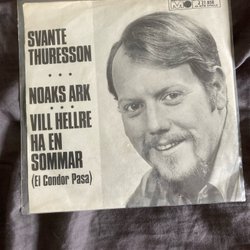 SVANTE
THURESSON
•••
NOAKS ARK
•••
VILL HELLRE
HA EN
SOMMAR
(El Condor Pasa)